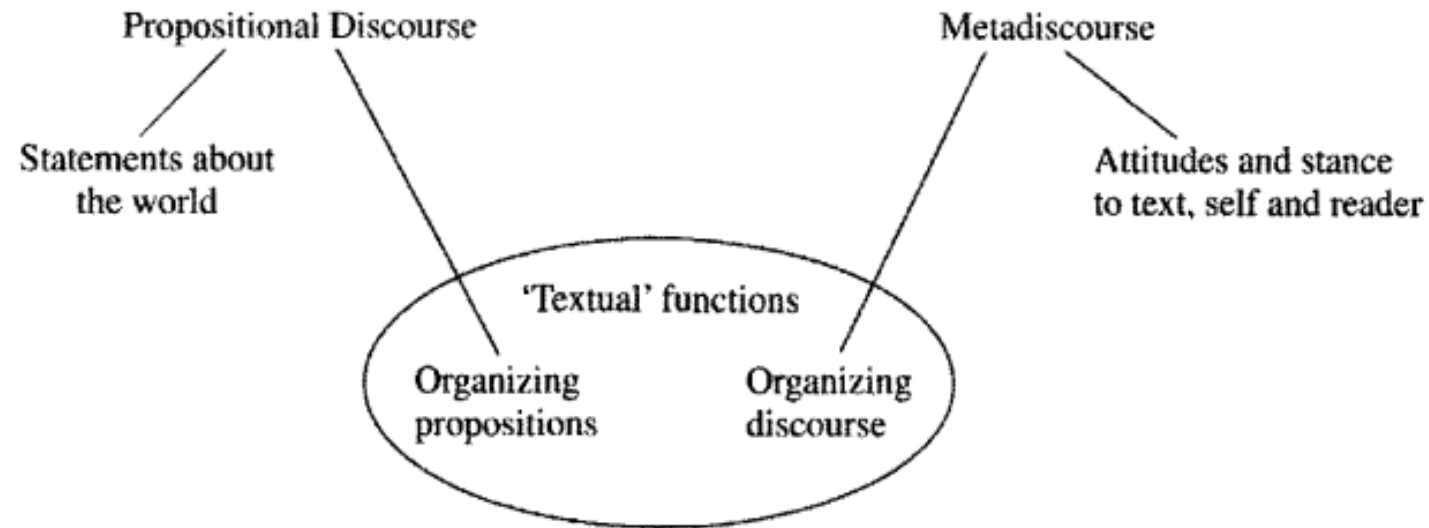 Propositional Discourse
Metadiscourse
Statements about
the world
Attitudes and stance
to text, self and reader
‘Textual’ functions
Organizing
propositions
Organizing
discourse